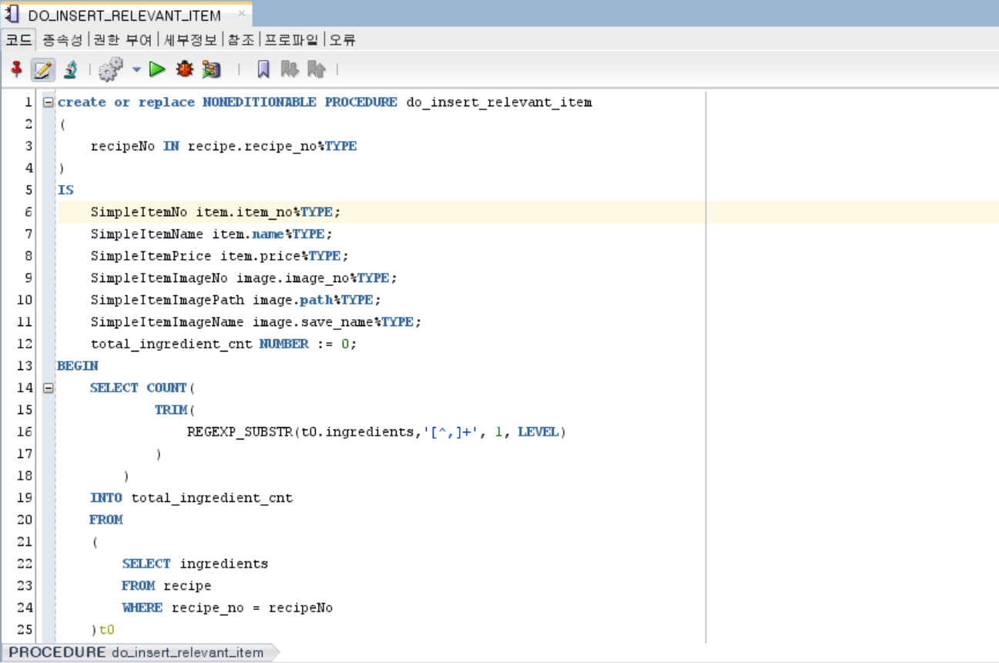 DO_INSERT_RELEVANT_ITEM
코드 종속성 권한 부여 세부정보 참조 프로파일 오류
1 create or replace NONEDITIONABLE PROCEDURE do_insert_relevant_item
2 (
3 recipeNo IN recipe.recipe_no%TYPE
4 )
5 IS
6 SimpleItemNo item.item_no%TYPE;
7 SimpleItemName item.name%TYPE;
8 SimpleItemPrice item.price%TYPE;
9 SimpleItemImageNo image.image_no%TYPE;
10 SimpleItemImagePath image.path%TYPE;
11 SimpleItemImageName image.save_name%TYPE;
12 total_ingredient_cnt NUMBER := 0;
13 BEGIN
14 SELECT COUNT(
15 TRIM(
16 REGEXP_SUBSTR(t0.ingredients,'[^,]+', 1, LEVEL)
17 )
18 )
19 INTO total_ingredient_cnt
20 FROM
21 (
22 SELECT ingredients
23 FROM recipe
24 WHERE recipe_no = recipeNo
25 )t0
PROCEDURE do_insert_relevant_item